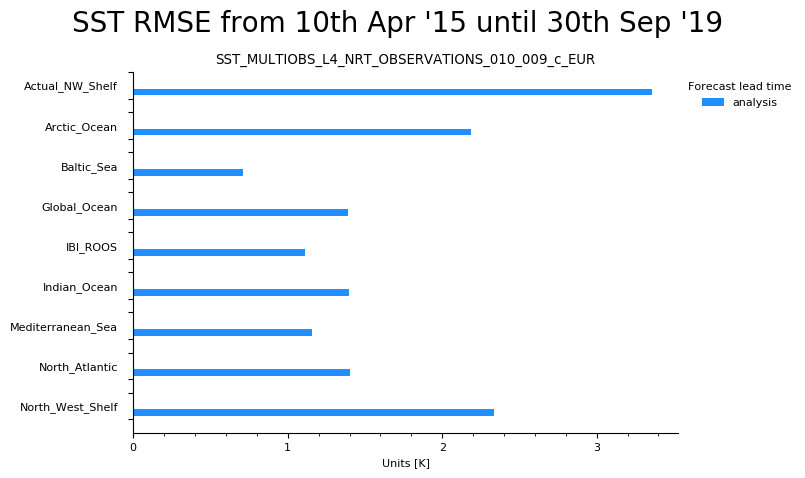 SST RMSE from 10th Apr '15 until 30th Sep '19
SST_MULTIOBS_L4_NRT_OBSERVATIONS_010_009_c_EUR
Forecast lead time
analysis
Actual_NW_Shelf
Arctic_Ocean
Baltic_Sea
Global_Ocean
IBI_ROOS
Indian_Ocean
Mediterranean_Sea
North_Atlantic
North_West_Shelf
0 1 2 3
Units [K]